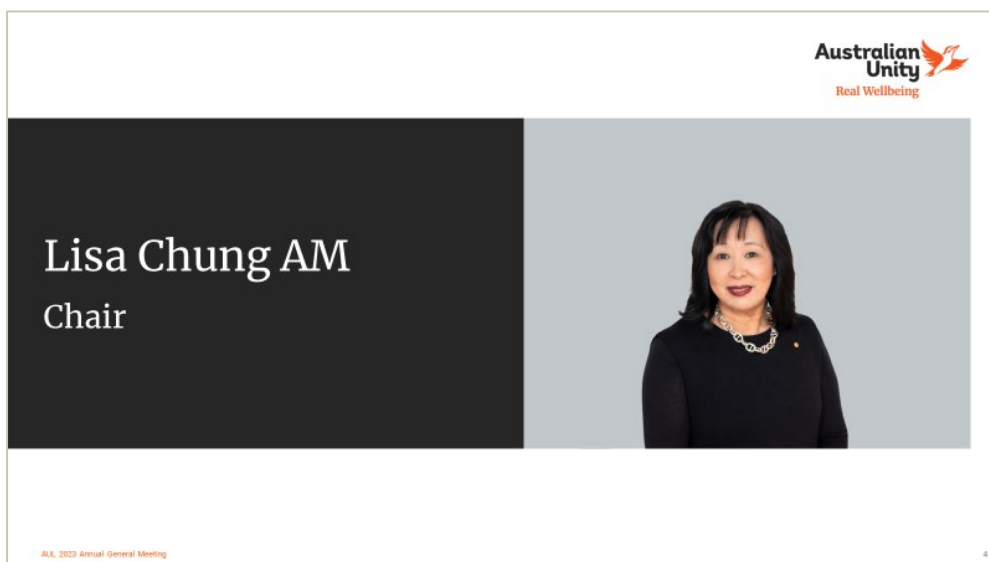 Australian
Unity
Real Wellbeing
Lisa Chung AM
Chair
AUL 2023 Annual General Meeting
4